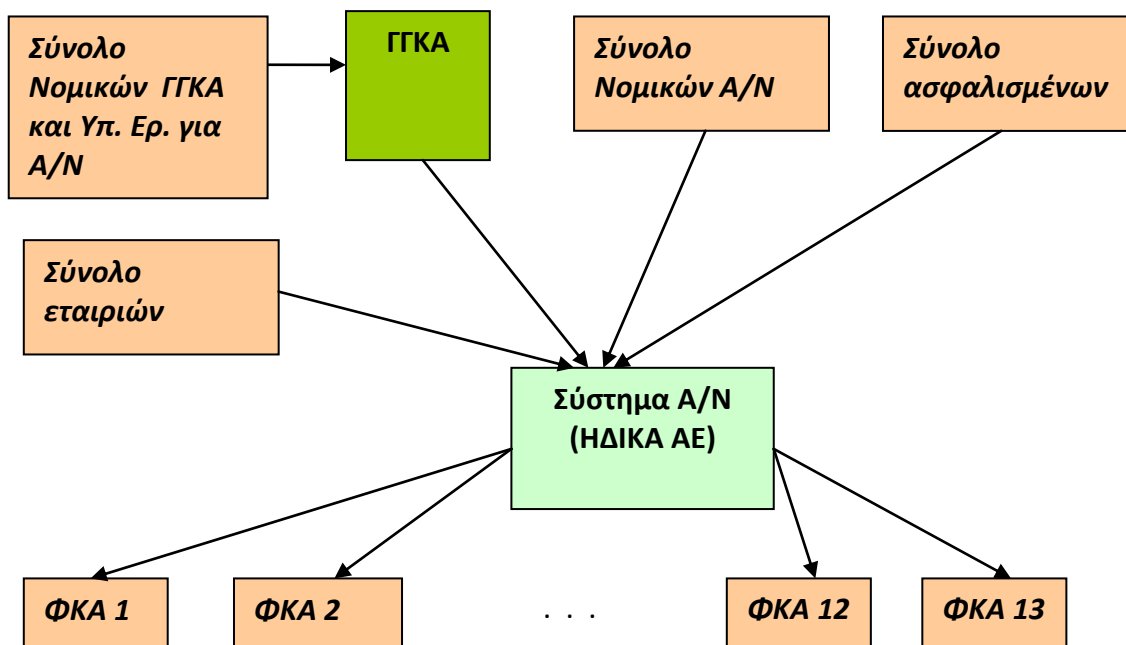 Σύνολο
Νομικών ΓΓΚΑ
και Υπ. Ερ. για
Α/Ν
ΓΓΚΑ
Σύνολο
Νομικών Α/Ν
Σύνολο
ασφαλισμένων
Σύνολο
εταιριών
Σύστημα Α/Ν
(ΗΔΙΚΑ ΑΕ)
ΦΚΑ 1
ΦΚΑ 2
. . .
ΦΚΑ 12
ΦΚΑ 13